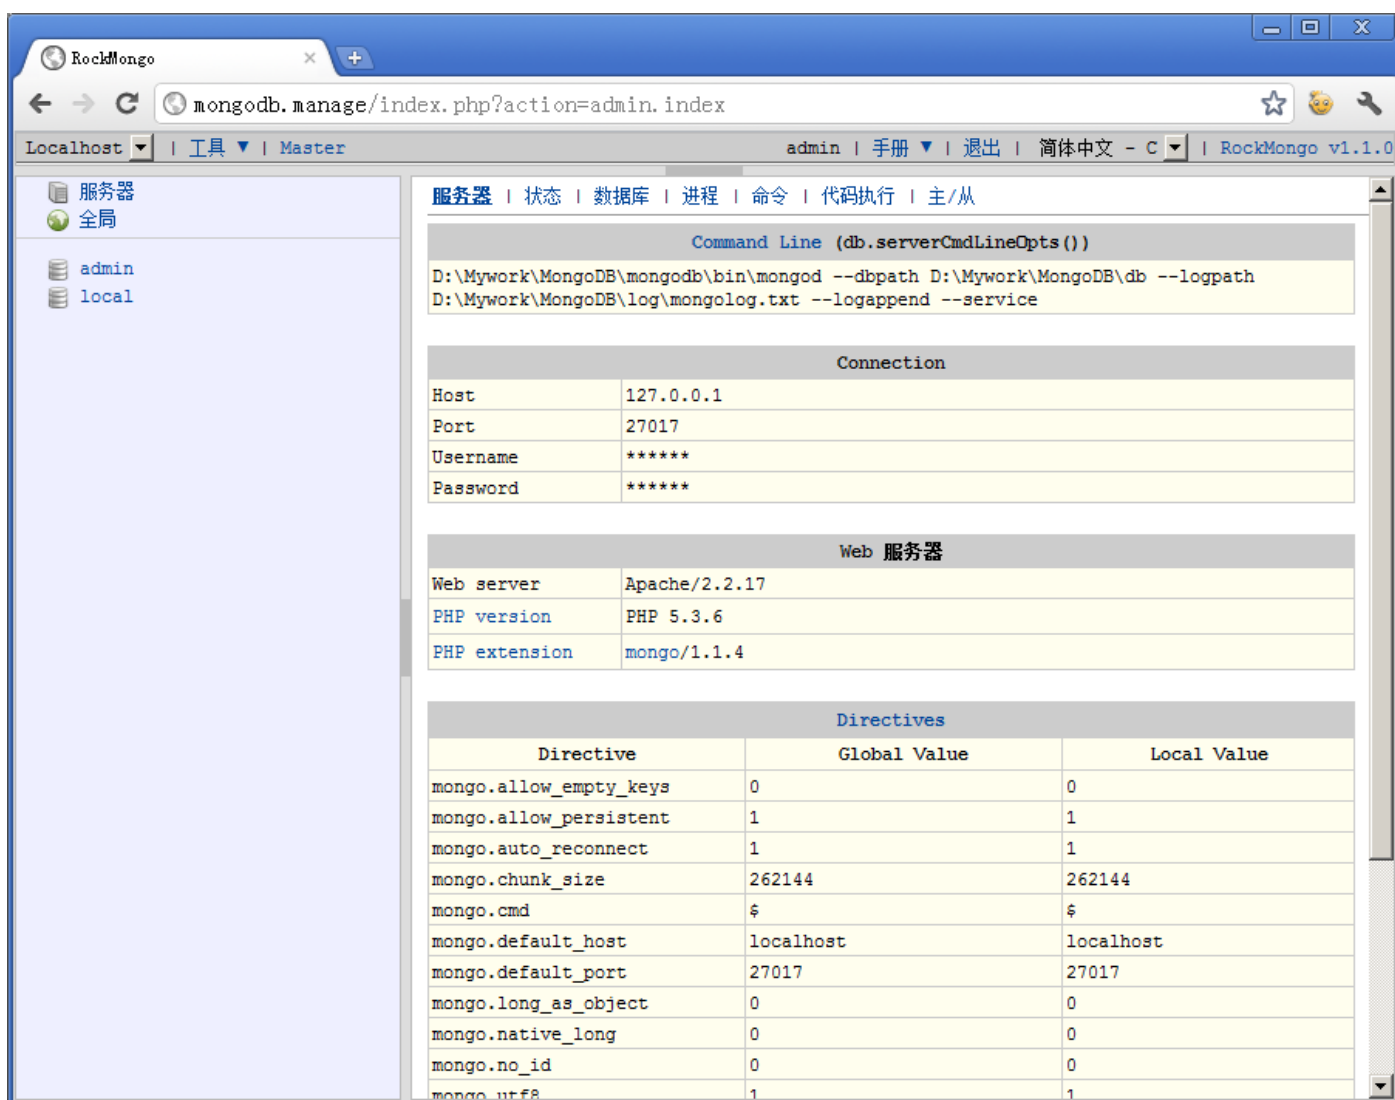 RockMongo
mongodb.manage/index.php?action=admin.index
Localhost | 工具 ▼ | Master admin | 手册 ▼ | 退出 | 简体中文 - C | RockMongo v1.1.0
服务器
全局
admin
local
服务器 | 状态 | 数据库 | 进程 | 命令 | 代码执行 | 主/从
Command Line (db.serverCmdLineOpts())
D:\Mywork\MongoDB\mongodb\bin\mongod --dbpath D:\Mywork\MongoDB\db --logpath
D:\Mywork\MongoDB\log\mongolog.txt --logappend --service
Connection
Host 127.0.0.1
Port 27017
Username ******
Password ******
Web 服务器
Web server Apache/2.2.17
PHP version PHP 5.3.6
PHP extension mongo/1.1.4
Directives
Directive Global Value Local Value
mongo.allow_empty_keys 0 0
mongo.allow_persistent 1 1
mongo.auto_reconnect 1 1
mongo.chunk_size 262144 262144
mongo.cmd $ $
mongo.default_host localhost localhost
mongo.default_port 27017 27017
mongo.long_as_object 0 0
mongo.native_long 0 0
mongo.no_id 0 0
mongo.utf8 1 1